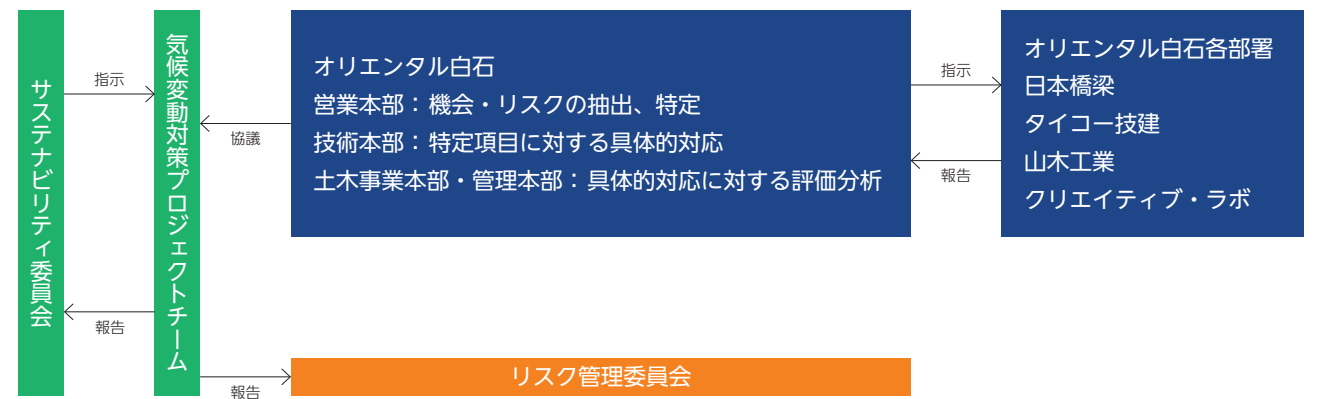 サステナビリティ委員会
指示
報告
気候変動対策プロジェクトチーム
協議
報告
オリエンタル白石
営業本部：機会・リスクの抽出、特定
技術本部：特定項目に対する具体的対応
土木事業本部・管理本部：具体的対応に対する評価分析
指示
報告
オリエンタル白石各部署
日本橋梁
タイコー技建
山木工業
クリエイティブ・ラボ
リスク管理委員会